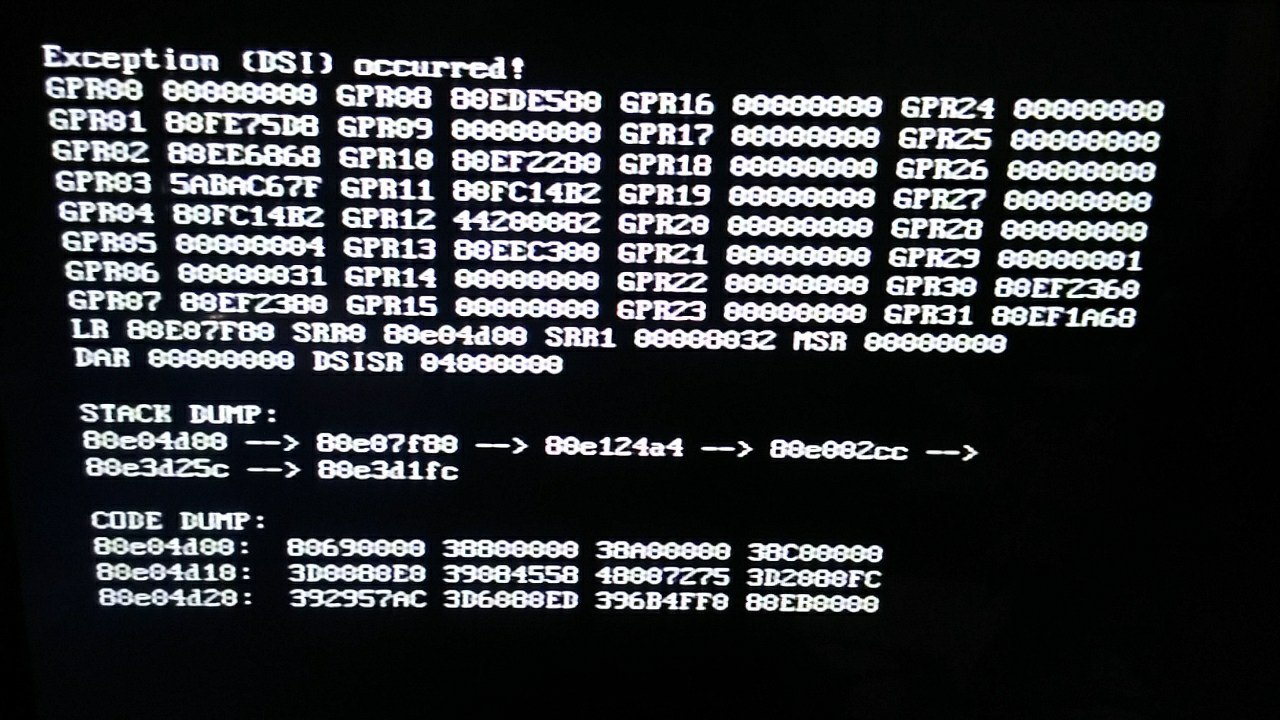 Exception (DSI) occurred!
GPR00 00000000 GPR08 80EDE580 GPR16 00000000 GPR24 00000000
GPR01 80FE75D8 GPR09 00000000 GPR17 00000000 GPR25 00000000
GPR02 80EE6868 GPR10 80EF2280 GPR18 00000000 GPR26 00000000
GPR03 5ABAC67F GPR11 80FC14B2 GPR19 00000000 GPR27 00000000
GPR04 80FC14B2 GPR12 44200082 GPR20 00000000 GPR28 00000000
GPR05 00000004 GPR13 80EEC300 GPR21 00000000 GPR29 00000001
GPR06 00000031 GPR14 00000000 GPR22 00000000 GPR30 80EF2360
GPR07 80EF2380 GPR15 00000000 GPR23 00000000 GPR31 80EF1A68
LR 80E07F80 SRR0 80e04d00 SRR1 00008032 MSR 00000000
DAR 00000000 DSISR 04000000
STACK DUMP:
80e04d00 --> 80e07f80 --> 80e124a4 --> 80e002cc -->
80e3d25c --> 80e3d1fc
CODE DUMP:
80e04d00: 80690000 38800000 38A00000 38C00000
80e04d10: 3D0080E0 39084558 48007275 3D2080FC
80e04d20: 392957AC 3D6080ED 396B4FF0 80EB0000